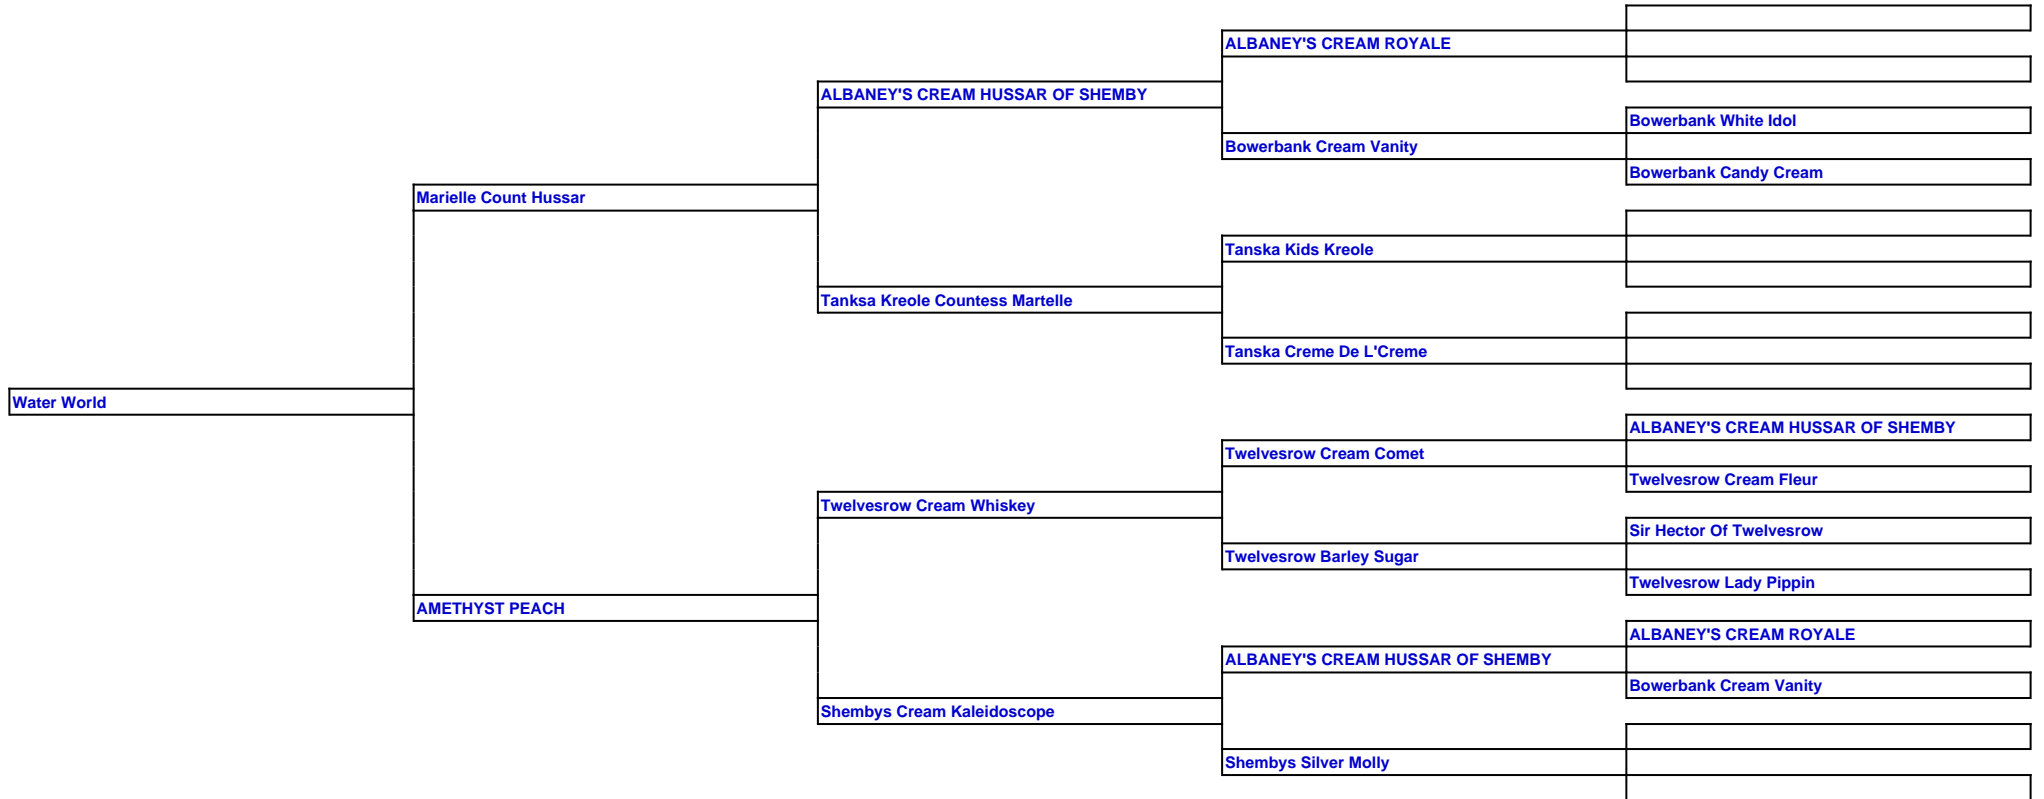 ALBANEY'S CREAM ROYALE
ALBANEY'S CREAM HUSSAR OF SHEMBY
Bowerbank White Idol
Bowerbank Cream Vanity
Bowerbank Candy Cream
Marielle Count Hussar
Tanska Kids Kreole
Tanksa Kreole Countess Martelle
Tanska Creme De L'Creme
Water World
ALBANEY'S CREAM HUSSAR OF SHEMBY
Twelvesrow Cream Comet
Twelvesrow Cream Fleur
Twelvesrow Cream Whiskey
Sir Hector Of Twelvesrow
Twelvesrow Barley Sugar
Twelvesrow Lady Pippin
AMETHYST PEACH
ALBANEY'S CREAM ROYALE
ALBANEY'S CREAM HUSSAR OF SHEMBY
Bowerbank Cream Vanity
Shembys Cream Kaleidoscope
Shembys Silver Molly